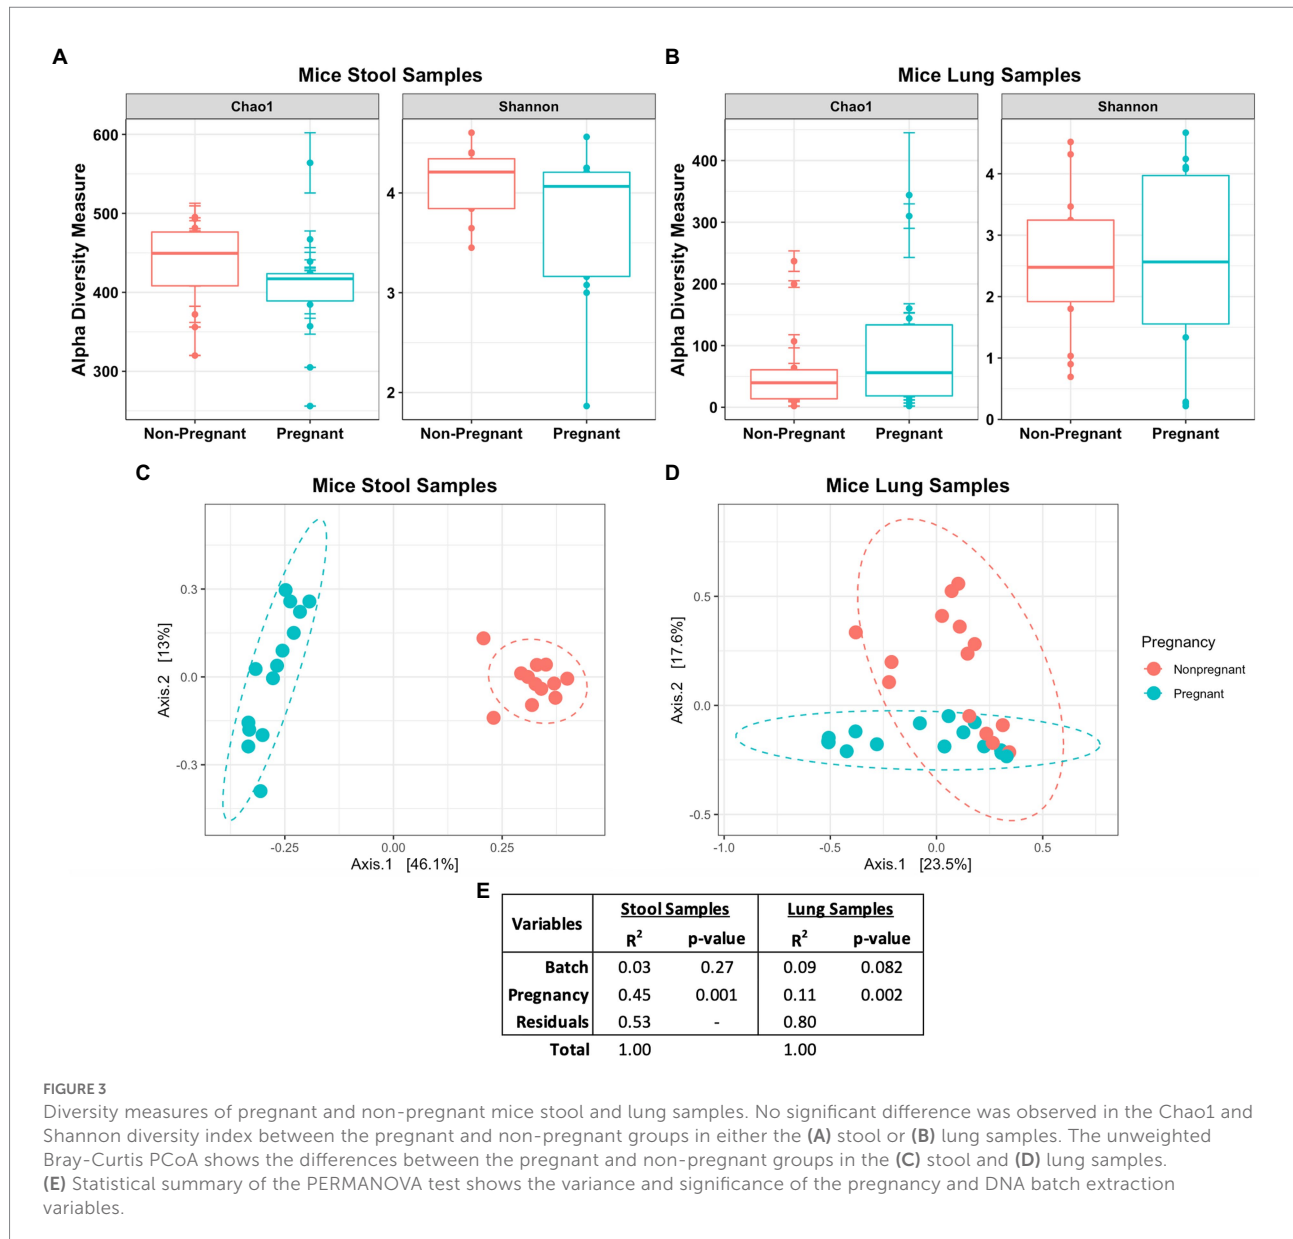 A
Mice Stool Samples
Chao1
Shannon
Alpha Diversity Measure
600
500
400
300
4
3
2
Non-Pregnant
Pregnant
Non-Pregnant
Pregnant
B
Mice Lung Samples
Chao1
Shannon
Alpha Diversity Measure
400
300
200
100
0
4
3
2
1
0
Non-Pregnant
Pregnant
Non-Pregnant
Pregnant
C
Mice Stool Samples
Axis.2 [13%]
0.3
0.0
-0.3
-0.25
0.00
0.25
Axis.1 [46.1%]
D
Mice Lung Samples
Axis.2 [17.6%]
0.5
0.0
-0.5
-1.0
-0.5
0.0
0.5
Axis.1 [23.5%]
Pregnancy
Nonpregnant
Pregnant
E
Variables Stool Samples Lung Samples
R² p-value R² p-value
Batch 0.03 0.27 0.09 0.082
Pregnancy 0.45 0.001 0.11 0.002
Residuals 0.53 - 0.80
Total 1.00 1.00
FIGURE 3
Diversity measures of pregnant and non-pregnant mice stool and lung samples. No significant difference was observed in the Chao1 and
Shannon diversity index between the pregnant and non-pregnant groups in either the (A) stool or (B) lung samples. The unweighted
Bray-Curtis PCoA shows the differences between the pregnant and non-pregnant groups in the (C) stool and (D) lung samples.
(E) Statistical summary of the PERMANOVA test shows the variance and significance of the pregnancy and DNA batch extraction
variables.